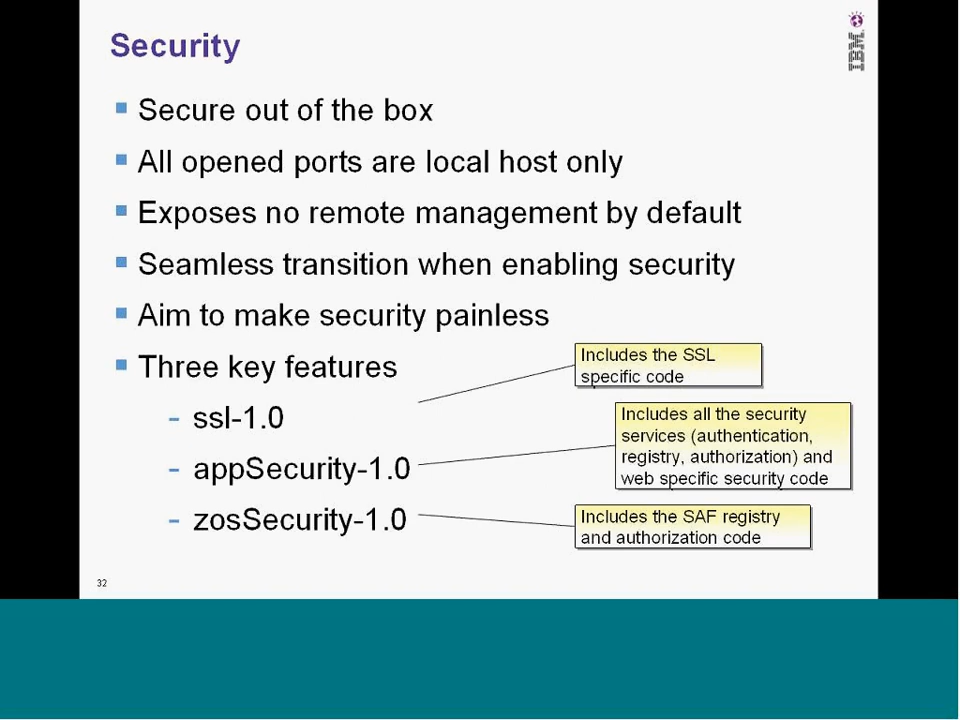 Security
IBM
Secure out of the box
All opened ports are local host only
Exposes no remote management by default
Seamless transition when enabling security
Aim to make security painless
Three key features
- ssl-1.0
- appSecurity-1.0
- zosSecurity-1.0
Includes the SSL
specific code
Includes all the security
services (authentication,
registry, authorization) and
web specific security code
Includes the SAF registry
and authorization code
32